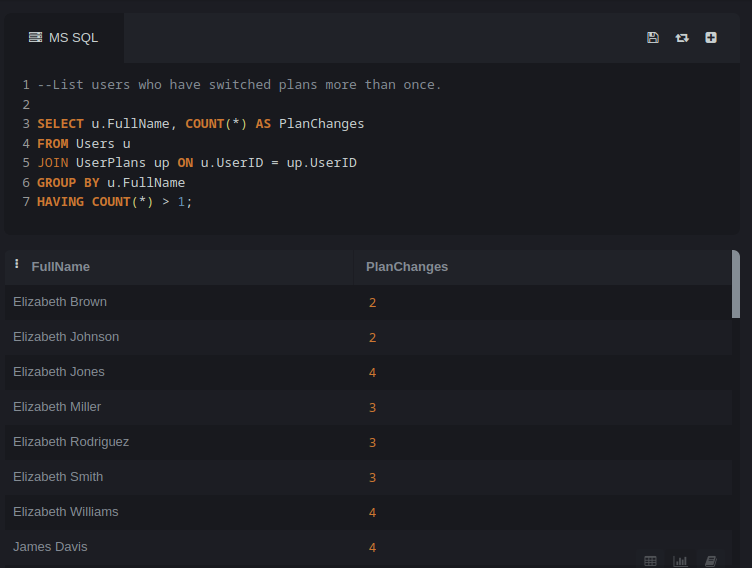 MS SQL
1 --List users who have switched plans more than once.
2
3 SELECT u.FullName, COUNT(*) AS PlanChanges
4 FROM Users u
5 JOIN UserPlans up ON u.UserID = up.UserID
6 GROUP BY u.FullName
7 HAVING COUNT(*) > 1;
FullName PlanChanges
Elizabeth Brown 2
Elizabeth Johnson 2
Elizabeth Jones 4
Elizabeth Miller 3
Elizabeth Rodriguez 3
Elizabeth Smith 3
Elizabeth Williams 4
James Davis 4